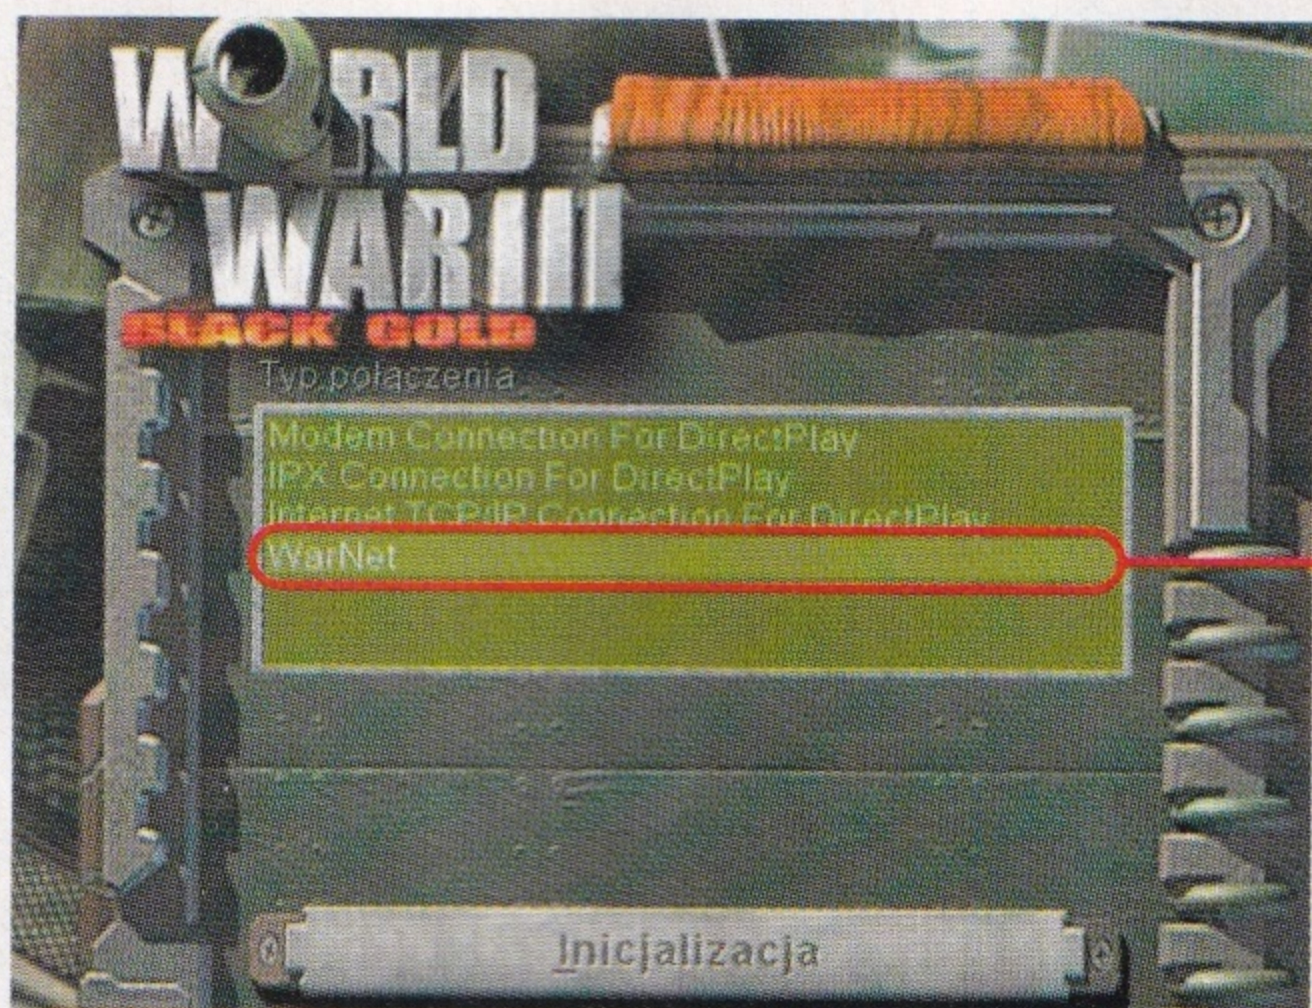 WORLD
WAR III
BLACK GOLD
Typ połączenia
Modem Connection For DirectPlay
IPX Connection For DirectPlay
Internet TCP/IP Connection For DirectPlay
WarNet
Inicjalizacja